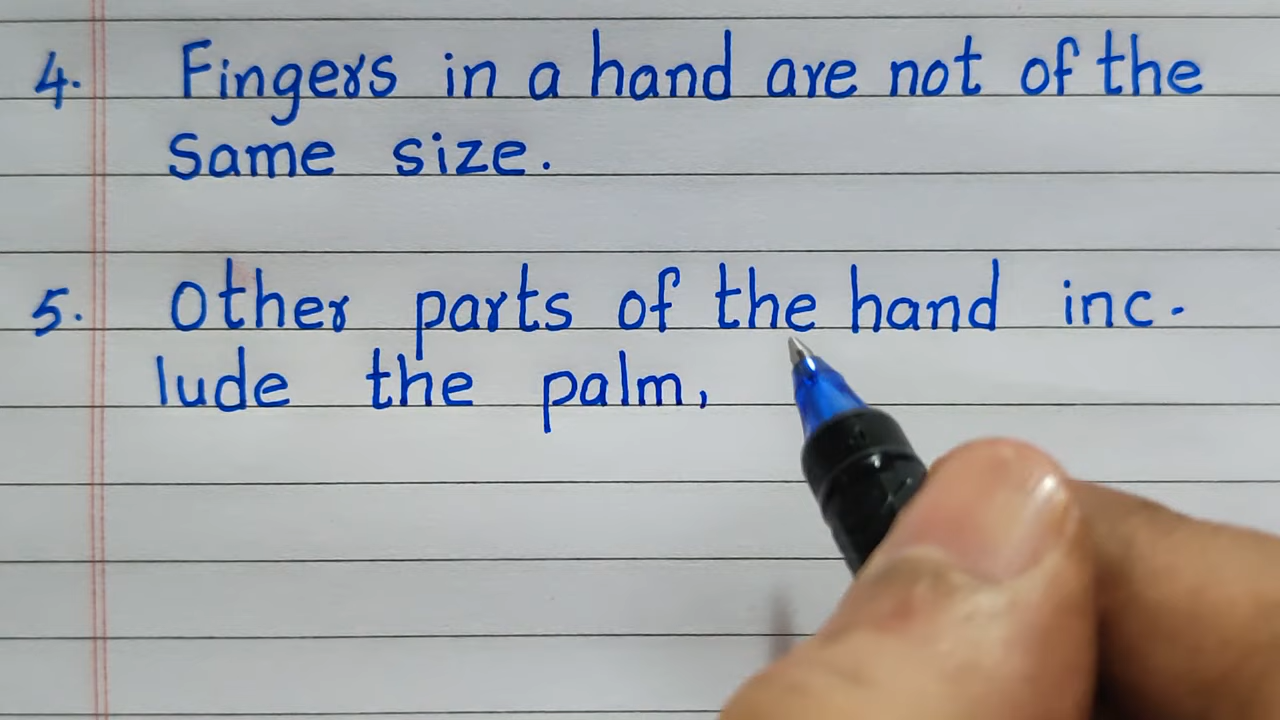 4. Fingers in a hand are not of the
same size.
5. Other parts of the hand inc-
lude the palm,